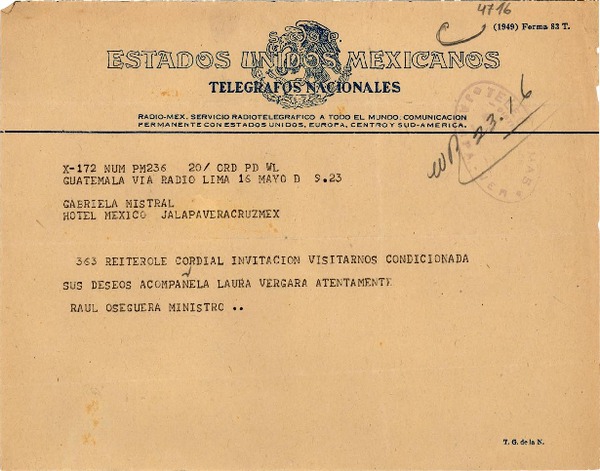 4716
C
(1949) Forma 83 T.
ESTADOS UNIDOS MEXICANOS
TELEGRAFOS NACIONALES
RADIO-MEX. SERVICIO RADIOTELEGRAFICO A TODO EL MUNDO. COMUNICACION
PERMANENTE CON ESTADOS UNIDOS, EUROPA, CENTRO Y SUD-AMERICA.
23.16
X-172 NUM PM236 20/ ORD PD WL
GUATEMALA VIA RADIO LIMA 16 MAYO D 9.23
GABRIELA MISTRAL
HOTEL MEXICO JALAPAVERACRUZMEX
363 REITEROLE CORDIAL INVITACION VISITARNOS CONDICIONADA
SUS DESEOS ACOMPANELA LAURA VERGARA ATENTAMENTE
RAUL OSEGUERA MINISTRO ..
T. G. de la N.